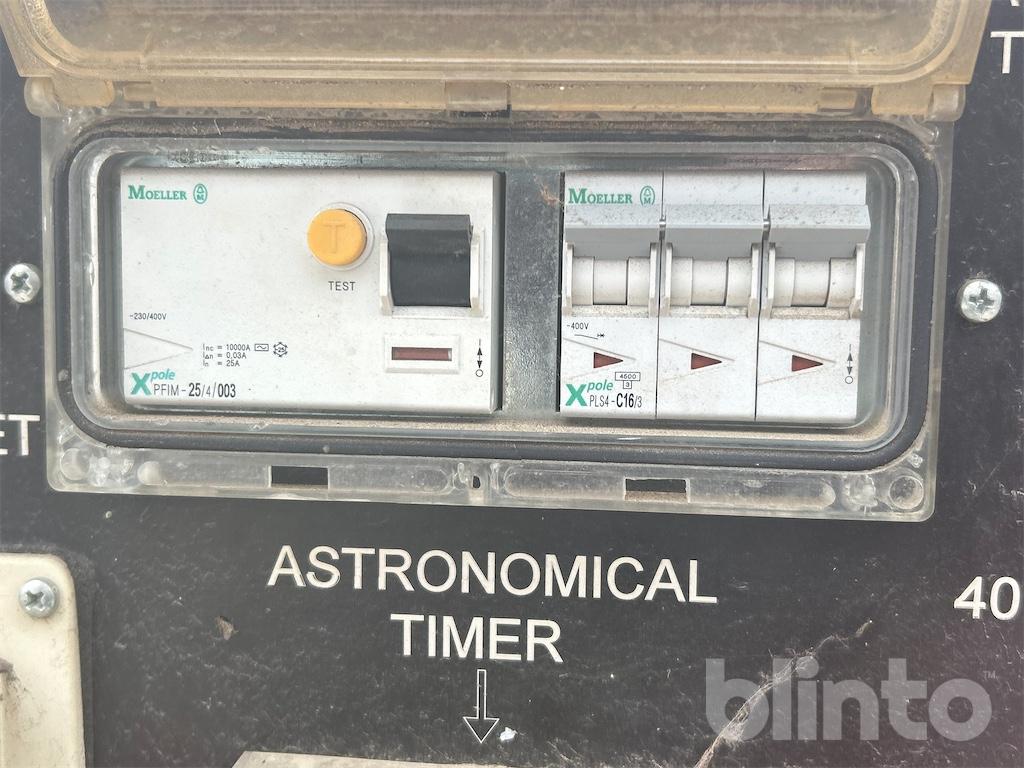 T
MOELLER
T
TEST
~230/400V
Inc = 10000A
IΔn = 0,03A
In = 25A
Xpole
PFIM-25/4/003
MOELLER
~400V
4500
3
Xpole
PLS4-C16/3
ET
ASTRONOMICAL
TIMER
40
blinto